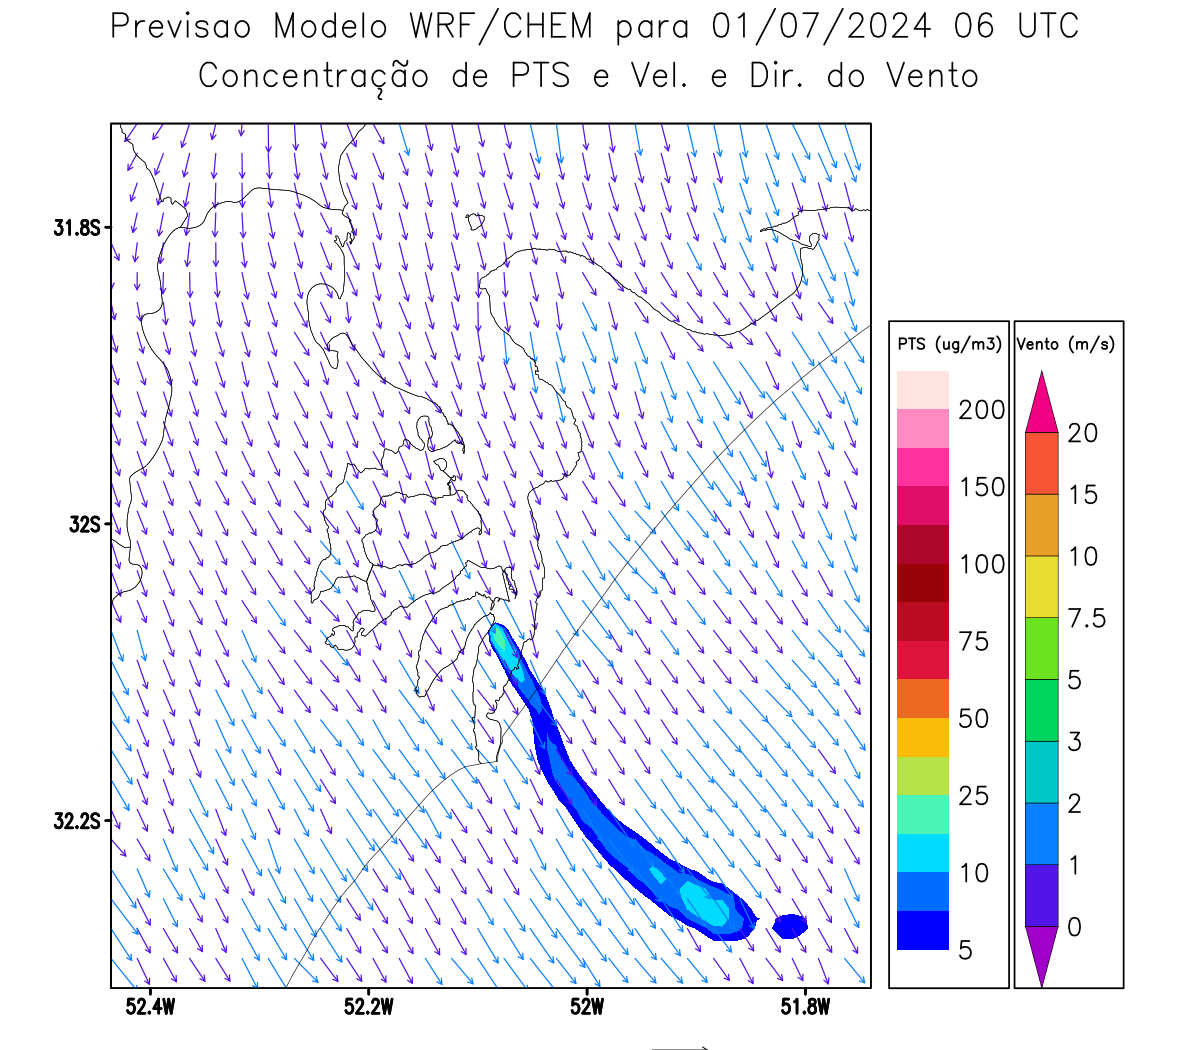 Previsao Modelo WRF/CHEM para 01/07/2024 06 UTC
Concentração de PTS e Vel. e Dir. do Vento
31.8S
32S
32.2S
52.4W
52.2W
52W
51.8W
PTS (ug/m3)
200
150
100
75
50
25
10
5
Vento (m/s)
20
15
10
7.5
5
3
2
1
0